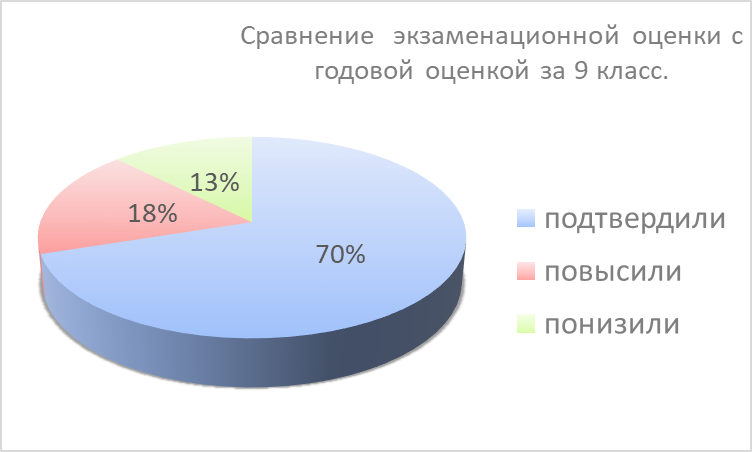 Сравнение экзаменационной оценки с
годовой оценкой за 9 класс.
13%
18%
70%
подтвердили
повысили
понизили